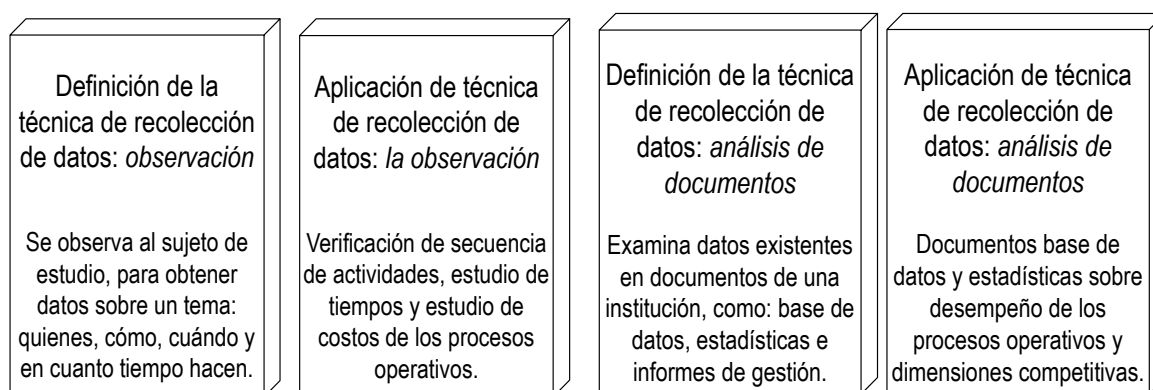 Definición de la
técnica de recolección
de datos: observación
Se observa al sujeto de
estudio, para obtener
datos sobre un tema:
quienes, cómo, cuándo y
en cuanto tiempo hacen.
Aplicación de técnica
de recolección de
datos: la observación
Verificación de secuencia
de actividades, estudio de
tiempos y estudio de
costos de los procesos
operativos.
Definición de la técnica
de recolección de
datos: análisis de
documentos
Examina datos existentes
en documentos de una
institución, como: base de
datos, estadísticas e
informes de gestión.
Aplicación de técnica
de recolección de
datos: análisis de
documentos
Documentos base de
datos y estadísticas sobre
desempeño de los
procesos operativos y
dimensiones competitivas.